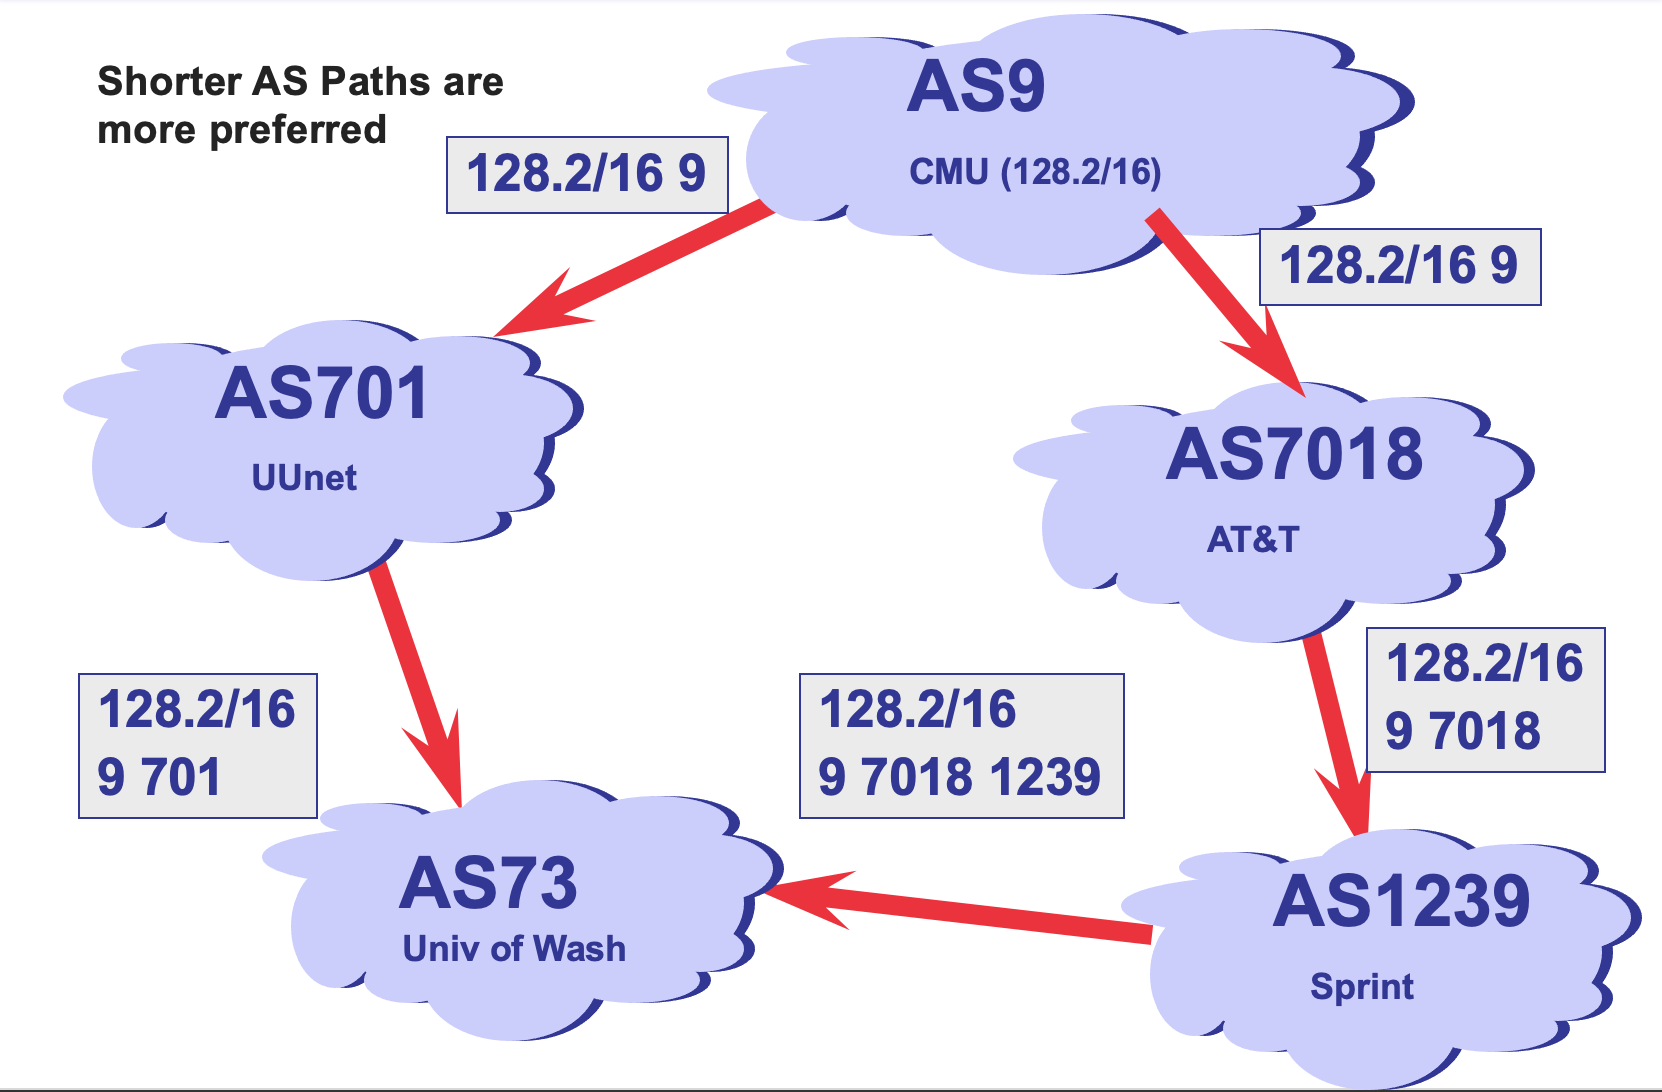 Shorter AS Paths are
more preferred
AS9
CMU (128.2/16)
128.2/16 9
128.2/16 9
AS701
UUnet
AS7018
AT&T
128.2/16
9 7018
128.2/16
9 701
128.2/16
9 7018 1239
AS73
Univ of Wash
AS1239
Sprint